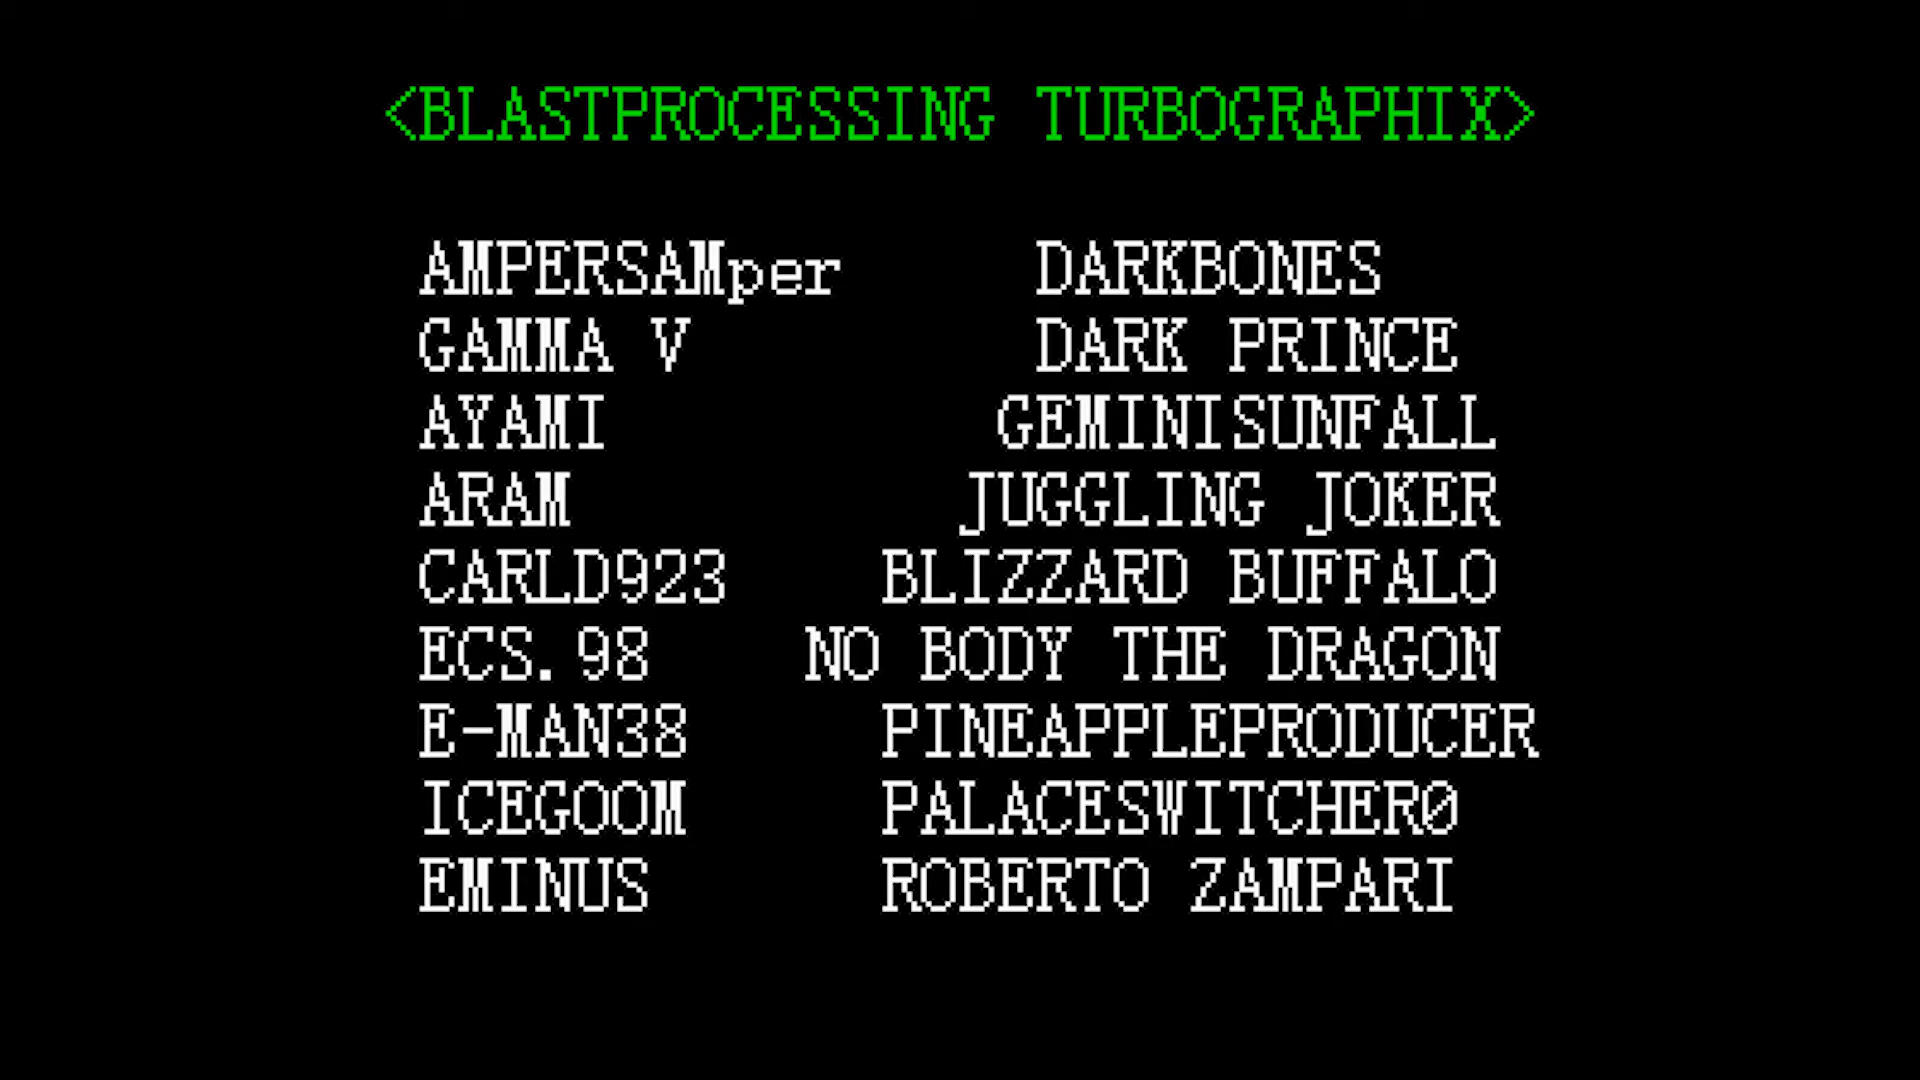 <BLASTPROCESSING TURBOGRAPHIX>
AMPERSAMper DARKBONES
GAMMA V DARK PRINCE
AYAMI GEMINISUNFALL
ARAM JUGGLING JOKER
CARLD923 BLIZZARD BUFFALO
ECS.98 NO BODY THE DRAGON
E-MAN38 PINEAPPLEPRODUCER
ICEGOOM PALACESWITCHER0
EMINUS ROBERTO ZAMPARI